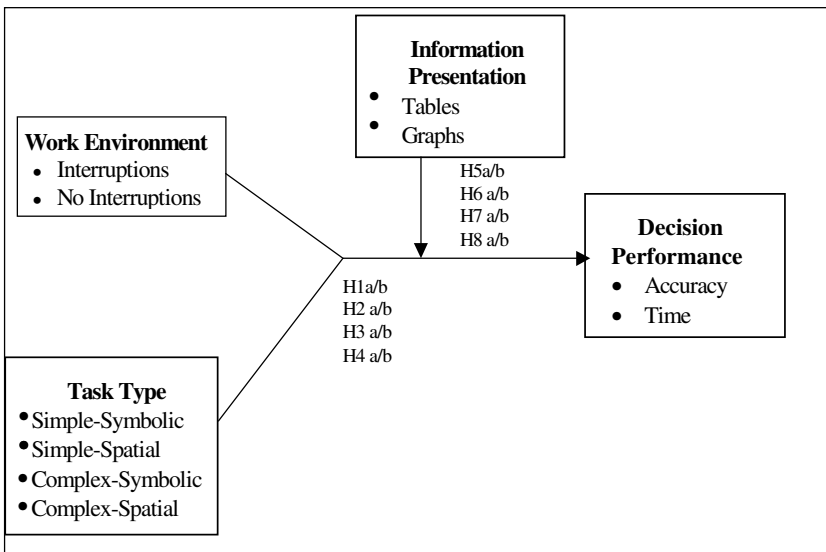 Information
Presentation
• Tables
• Graphs
Work Environment
• Interruptions
• No Interruptions
H5a/b
H6 a/b
H7 a/b
H8 a/b
Decision
Performance
• Accuracy
• Time
H1a/b
H2 a/b
H3 a/b
H4 a/b
Task Type
• Simple-Symbolic
• Simple-Spatial
• Complex-Symbolic
• Complex-Spatial